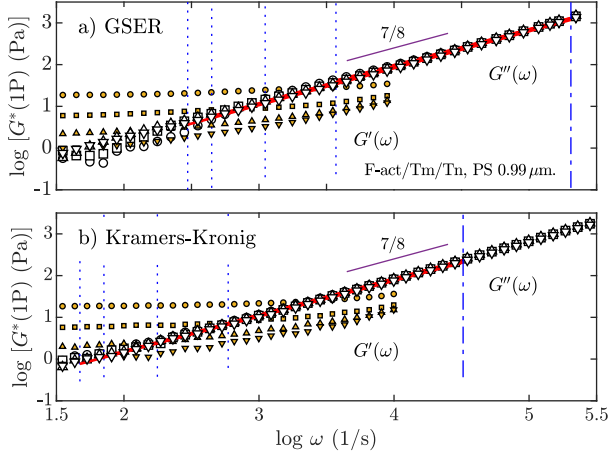 a) GSER
7/8
G''(ω)
G'(ω)
F-act/Tm/Tn, PS 0.99 μm.
log [G*(1P) (Pa)]
3
2
1
0
-1
b) Kramers-Kronig
7/8
G''(ω)
G'(ω)
log [G*(1P) (Pa)]
3
2
1
0
-1
1.5 2 2.5 3 3.5 4 4.5 5 5.5
log ω (1/s)